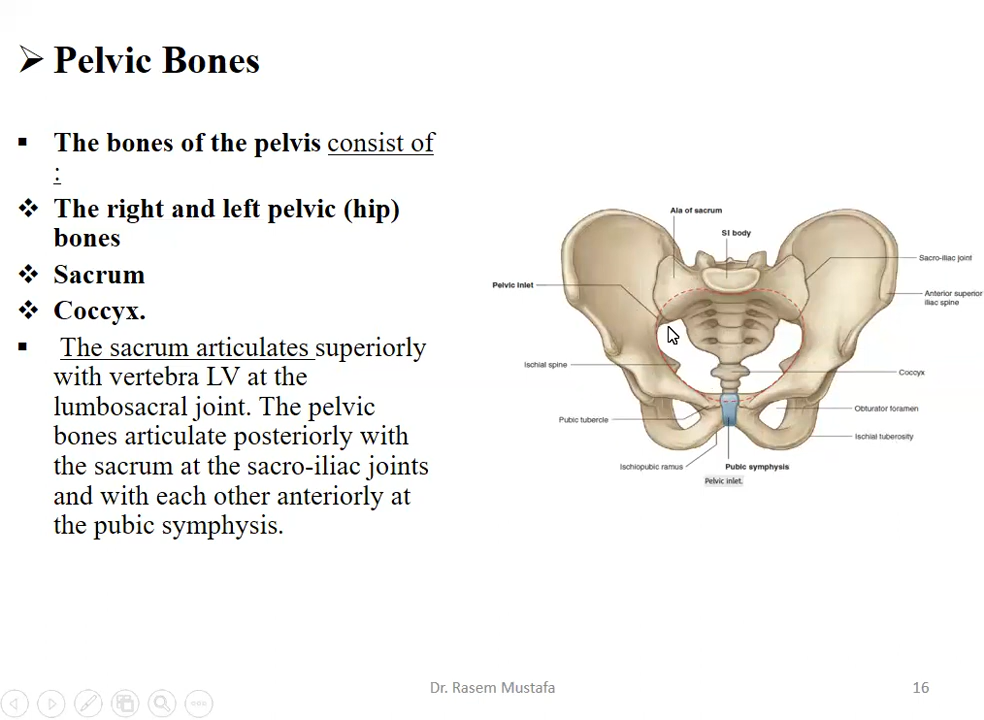 Pelvic Bones
The bones of the pelvis consist of
:
The right and left pelvic (hip)
bones
Sacrum
Coccyx.
The sacrum articulates superiorly
with vertebra LV at the
lumbosacral joint. The pelvic
bones articulate posteriorly with
the sacrum at the sacro-iliac joints
and with each other anteriorly at
the pubic symphysis.
Ala of sacrum
SI body
Sacro-iliac joint
Pelvic inlet
Anterior superior
iliac spine
Ischial spine
Coccyx
Pubic tubercle
Obturator foramen
Ischial tuberosity
Ischiopubic ramus
Pubic symphysis
Pelvic inlet.
Dr. Rasem Mustafa
16